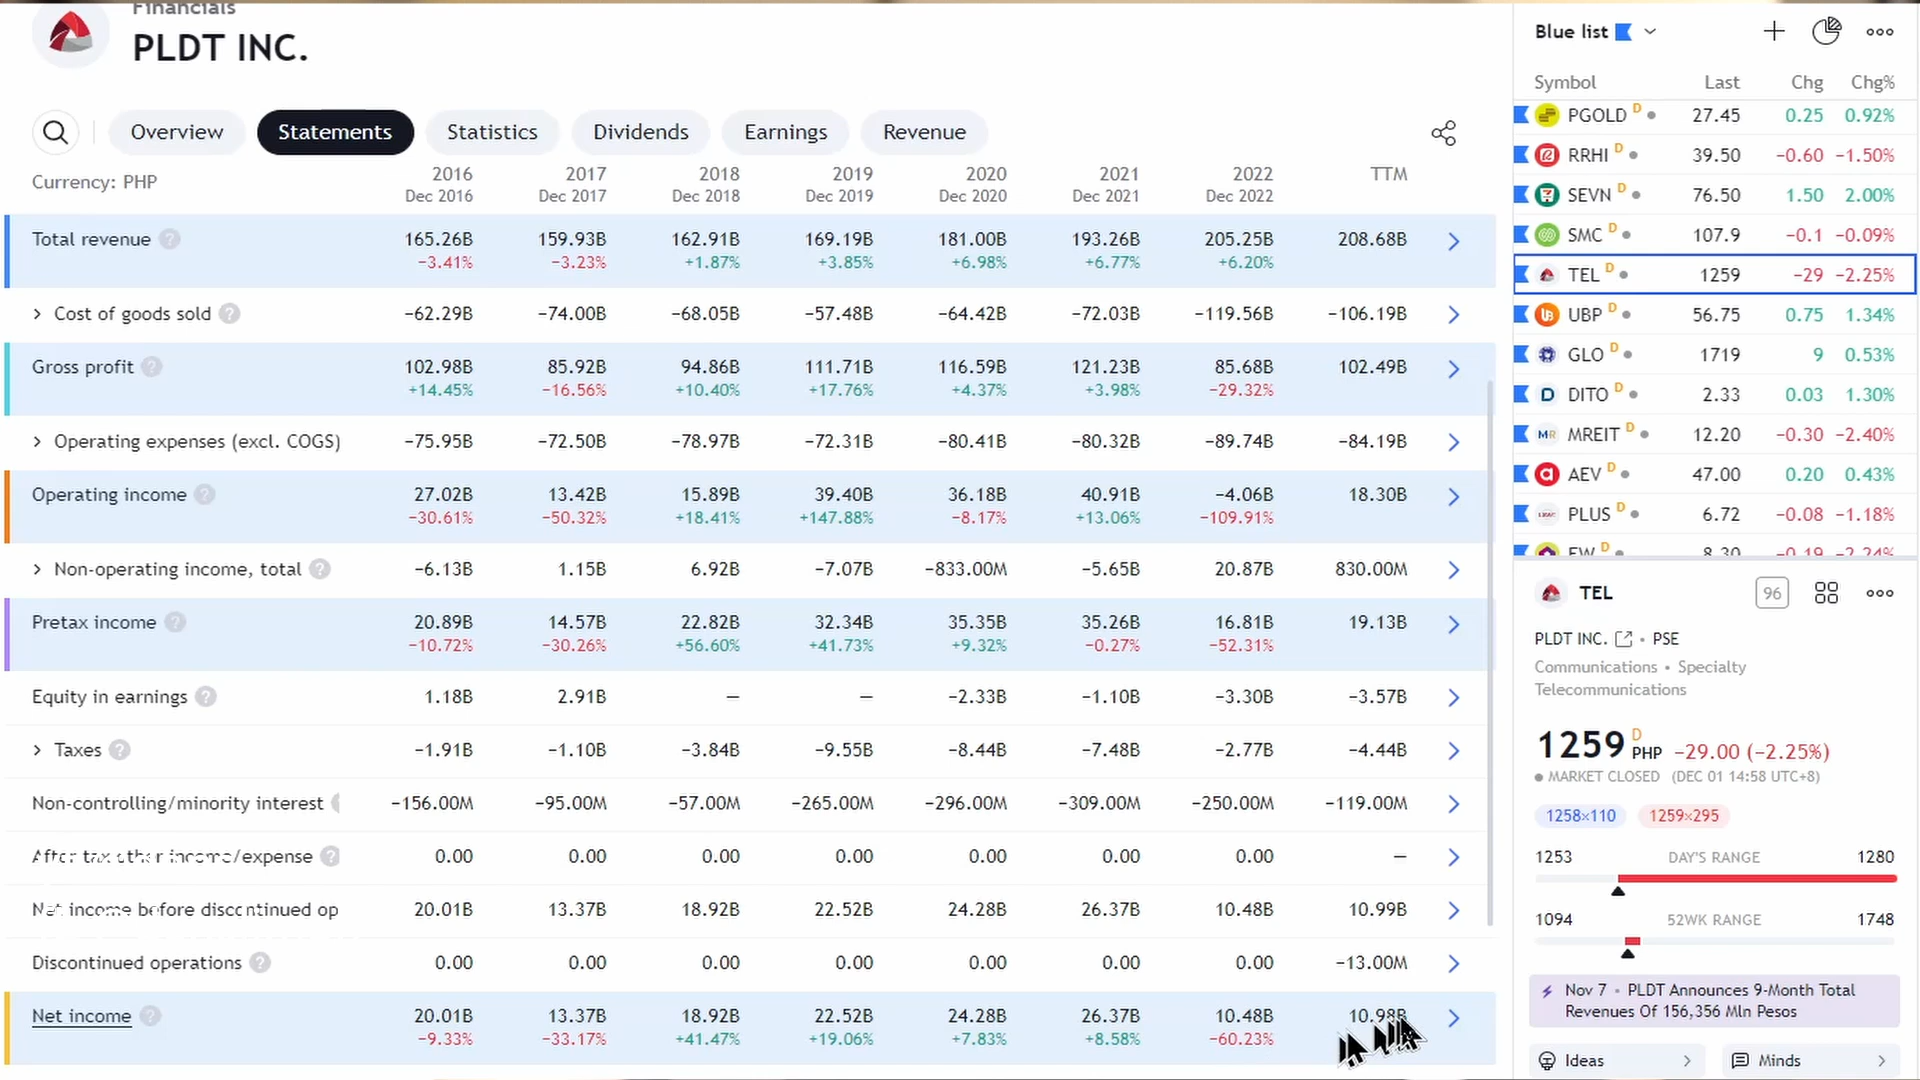 Financials
PLDT INC.
Overview Statements Statistics Dividends Earnings Revenue
Currency: PHP 2016 2017 2018 2019 2020 2021 2022 TTM
Dec 2016 Dec 2017 Dec 2018 Dec 2019 Dec 2020 Dec 2021 Dec 2022
Total revenue 165.26B 159.93B 162.91B 169.19B 181.00B 193.26B 205.25B 208.68B
−3.41% −3.23% +1.87% +3.85% +6.98% +6.77% +6.20%
Cost of goods sold −62.29B −74.00B −68.05B −57.48B −64.42B −72.03B −119.56B −106.19B
Gross profit 102.98B 85.92B 94.86B 111.71B 116.59B 121.23B 85.68B 102.49B
+14.45% −16.56% +10.40% +17.76% +4.37% +3.98% −29.32%
Operating expenses (excl. COGS) −75.95B −72.50B −78.97B −72.31B −80.41B −80.32B −89.74B −84.19B
Operating income 27.02B 13.42B 15.89B 39.40B 36.18B 40.91B −4.06B 18.30B
−30.61% −50.32% +18.41% +147.88% −8.17% +13.06% −109.91%
Non-operating income, total −6.13B 1.15B 6.92B −7.07B −833.00M −5.65B 20.87B 830.00M
Pretax income 20.89B 14.57B 22.82B 32.34B 35.35B 35.26B 16.81B 19.13B
−10.72% −30.26% +56.60% +41.73% +9.32% −0.27% −52.31%
Equity in earnings 1.18B 2.91B — — −2.33B −1.10B −3.30B −3.57B
Taxes −1.91B −1.10B −3.84B −9.55B −8.44B −7.48B −2.77B −4.44B
Non-controlling/minority interest −156.00M −95.00M −57.00M −265.00M −296.00M −309.00M −250.00M −119.00M
After tax other income/expense 0.00 0.00 0.00 0.00 0.00 0.00 0.00 —
Net income before discontinued op 20.01B 13.37B 18.92B 22.52B 24.28B 26.37B 10.48B 10.99B
Discontinued operations 0.00 0.00 0.00 0.00 0.00 0.00 0.00 −13.00M
Net income 20.01B 13.37B 18.92B 22.52B 24.28B 26.37B 10.48B 10.98B
−9.33% −33.17% +41.47% +19.06% +7.83% +8.58% −60.23%
Blue list
Symbol Last Chg Chg%
PGOLD D 27.45 0.25 0.92%
RRHI D 39.50 −0.60 −1.50%
SEVN D 76.50 1.50 2.00%
SMC D 107.9 −0.1 −0.09%
TEL D 1259 −29 −2.25%
UBP D 56.75 0.75 1.34%
GLO D 1719 9 0.53%
DITO D 2.33 0.03 1.30%
MREIT D 12.20 −0.30 −2.40%
AEV D 47.00 0.20 0.43%
PLUS D 6.72 −0.08 −1.18%
FW D 8.30 −0.19 −2.24%
TEL 96
PLDT INC. • PSE
Communications • Specialty
Telecommunications
1259 D PHP −29.00 (−2.25%)
MARKET CLOSED (DEC 01 14:58 UTC+8)
1258×110 1259×295
1253 DAY'S RANGE 1280
1094 52WK RANGE 1748
Nov 7 • PLDT Announces 9-Month Total
Revenues Of 156,356 Mln Pesos
Ideas Minds